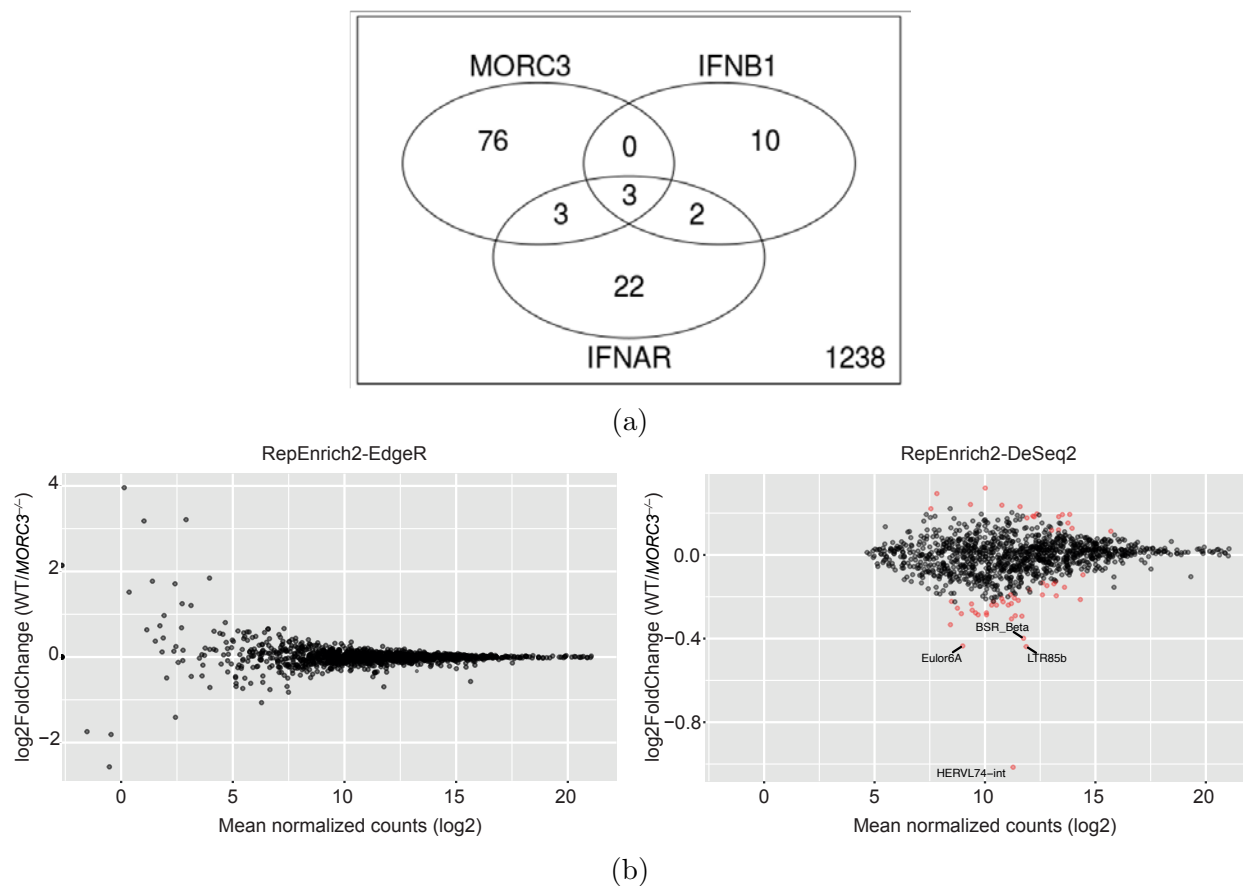 MORC3 IFNB1
76 0 10
3 3 2
22
IFNAR 1238
(a)
RepEnrich2-EdgeR
log2FoldChange (WT/MORC3−/−)
4
2
0
−2
0 5 10 15 20
Mean normalized counts (log2)
RepEnrich2-DeSeq2
log2FoldChange (WT/MORC3−/−)
0.0
−0.4
−0.8
BSR_Beta
Eulor6A LTR85b
HERVL74−int
0 5 10 15 20
Mean normalized counts (log2)
(b)